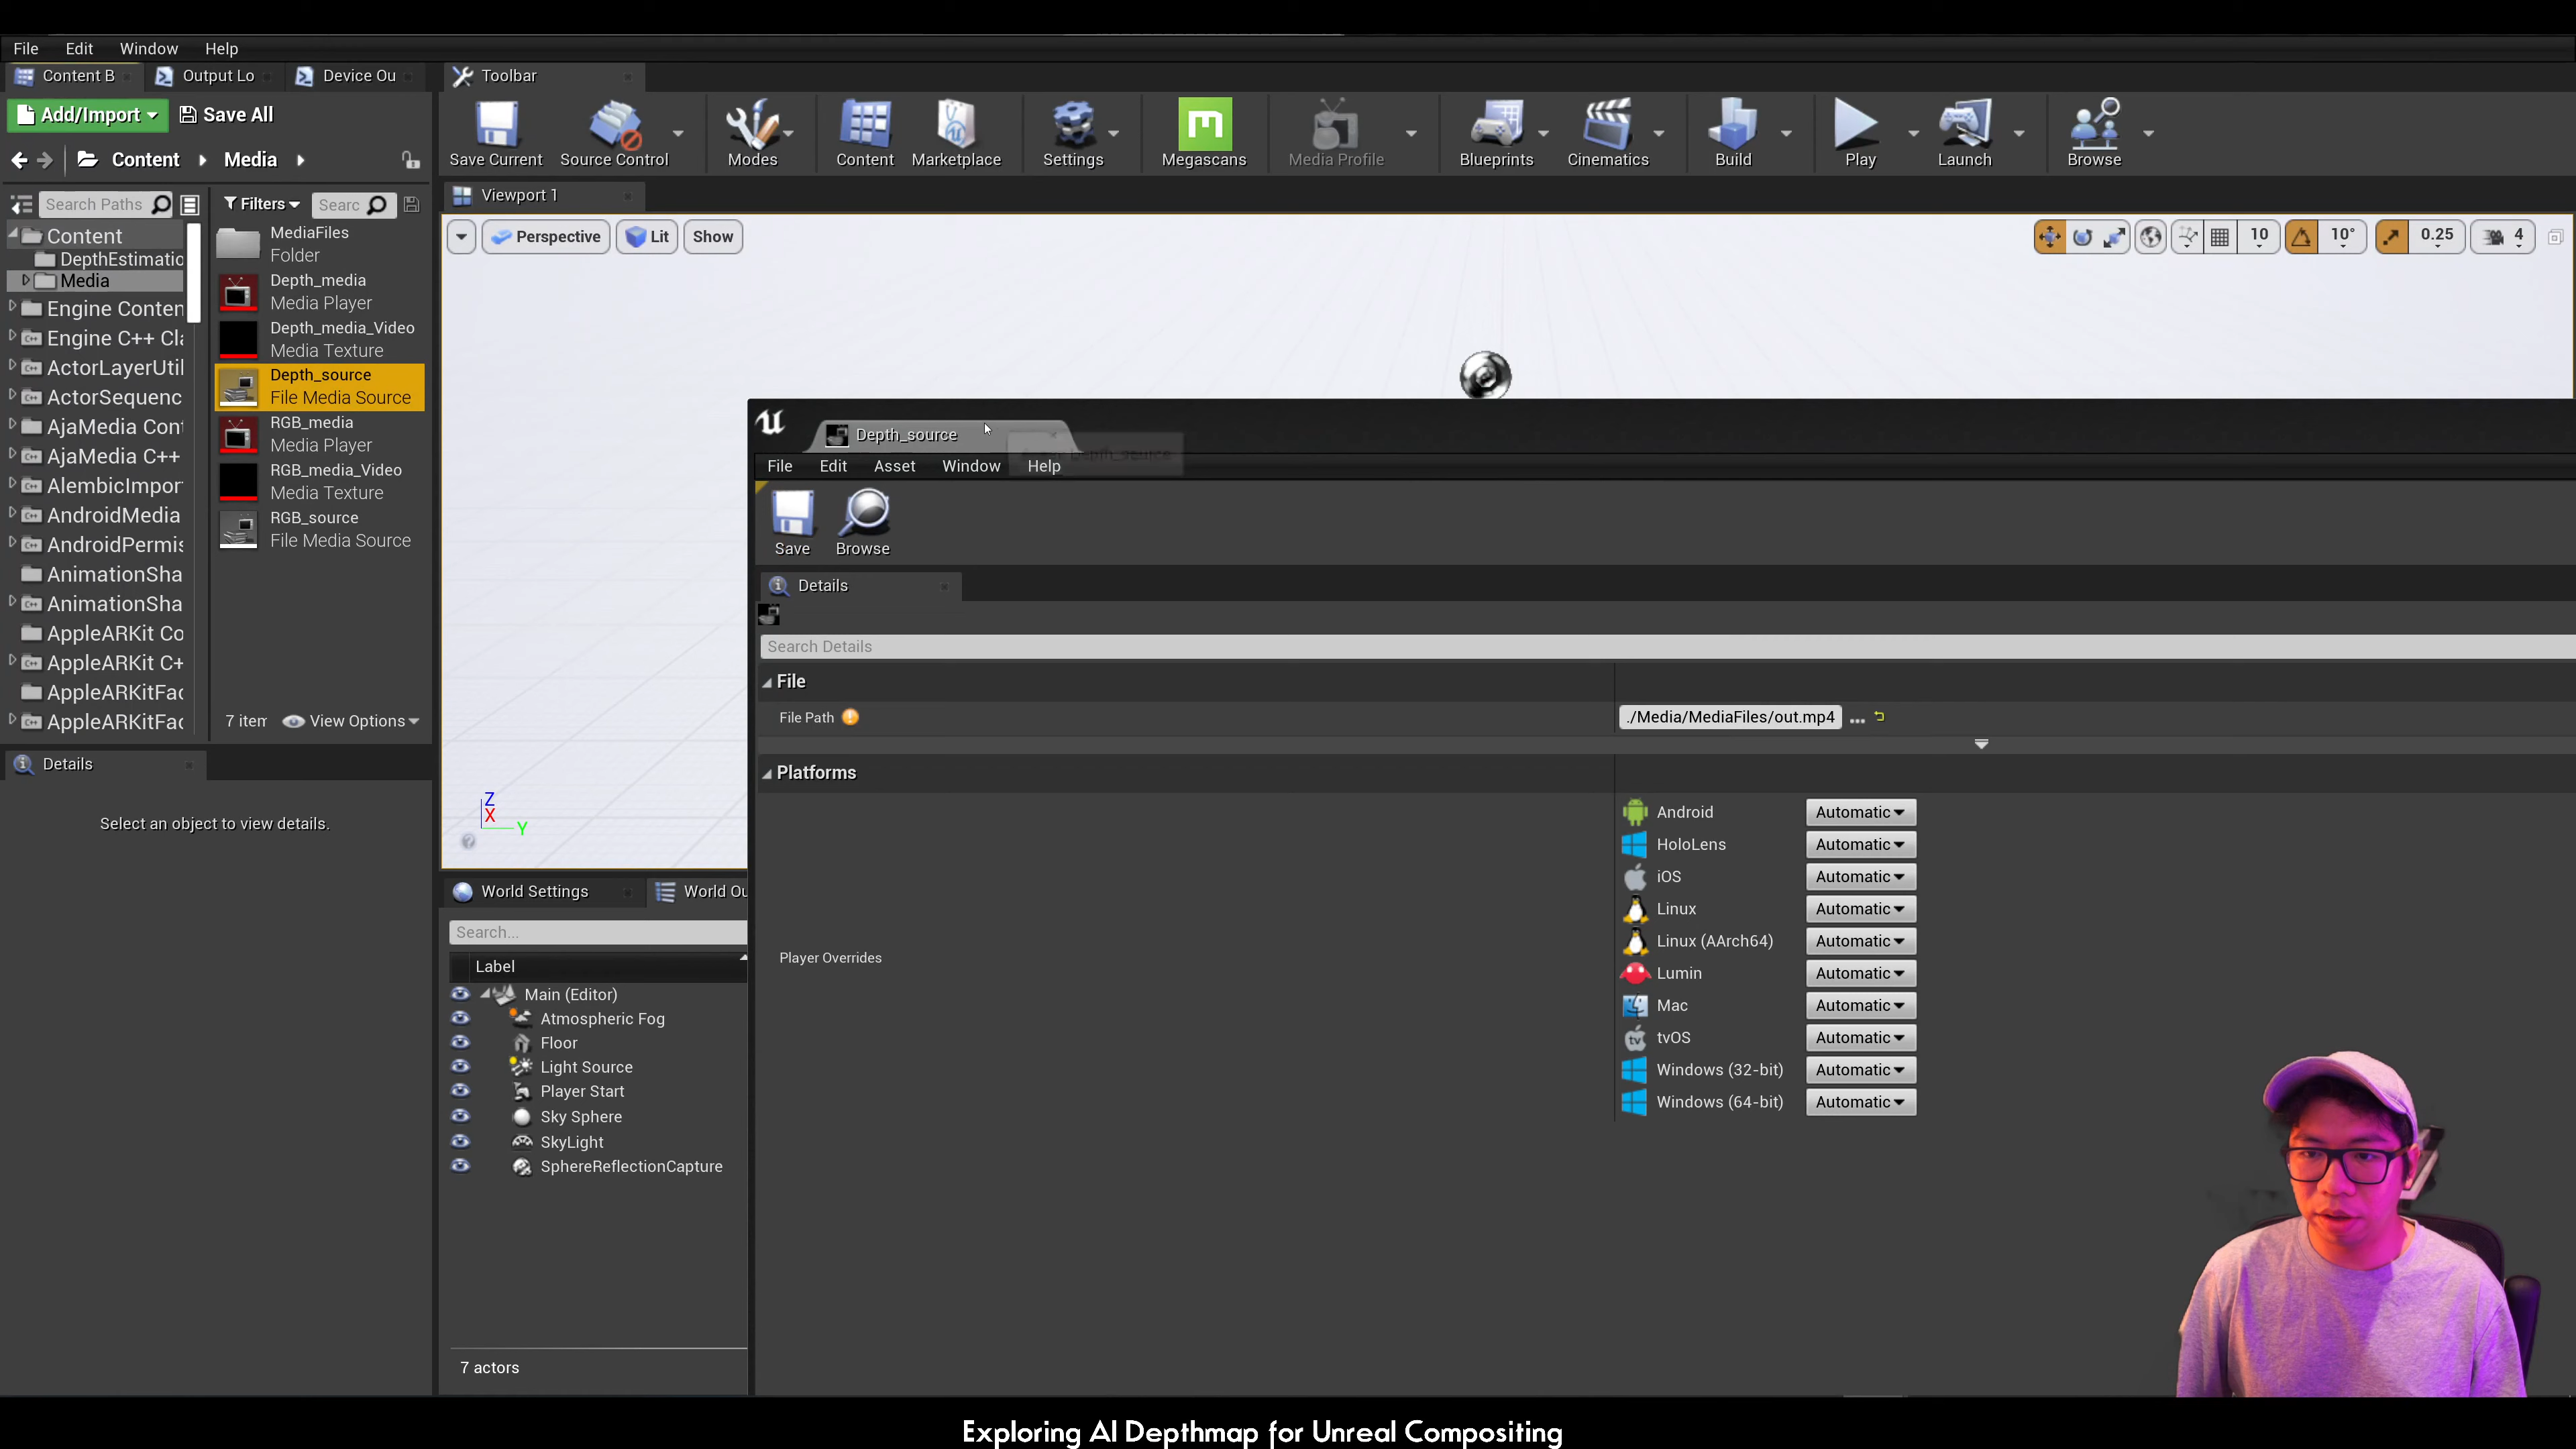 File Edit Window Help
Content B Output Lo Device Ou Toolbar
Add/Import Save All
Save Current Source Control Modes Content Marketplace Settings Megascans Media Profile Blueprints Cinematics Build Play Launch Browse
Content Media
Viewport 1
Search Paths Filters Searc
Perspective Lit Show 10 10° 0.25 4
Content
DepthEstimatio
Media
Engine Conten
Engine C++ Cla
ActorLayerUtil
ActorSequenc
AjaMedia Con
AjaMedia C++
AlembicImpor
AndroidMedia
AndroidPermis
AnimationSha
AnimationSha
AppleARKit Co
AppleARKit C+
AppleARKitFac
AppleARKitFac
MediaFiles
Folder
Depth_media
Media Player
Depth_media_Video
Media Texture
Depth_source
File Media Source
RGB_media
Media Player
RGB_media_Video
Media Texture
RGB_source
File Media Source
7 item View Options
Details
Select an object to view details.
Z
X
Y
World Settings World Ou
Search...
Label
Main (Editor)
Atmospheric Fog
Floor
Light Source
Player Start
Sky Sphere
SkyLight
SphereReflectionCapture
7 actors
Depth_source
File Edit Asset Window Help
Save Browse
Details
Search Details
File
File Path ./Media/MediaFiles/out.mp4 ...
Platforms
Player Overrides
Android Automatic
HoloLens Automatic
iOS Automatic
Linux Automatic
Linux (AArch64) Automatic
Lumin Automatic
Mac Automatic
tvOS Automatic
Windows (32-bit) Automatic
Windows (64-bit) Automatic
Exploring AI Depthmap for Unreal Compositing